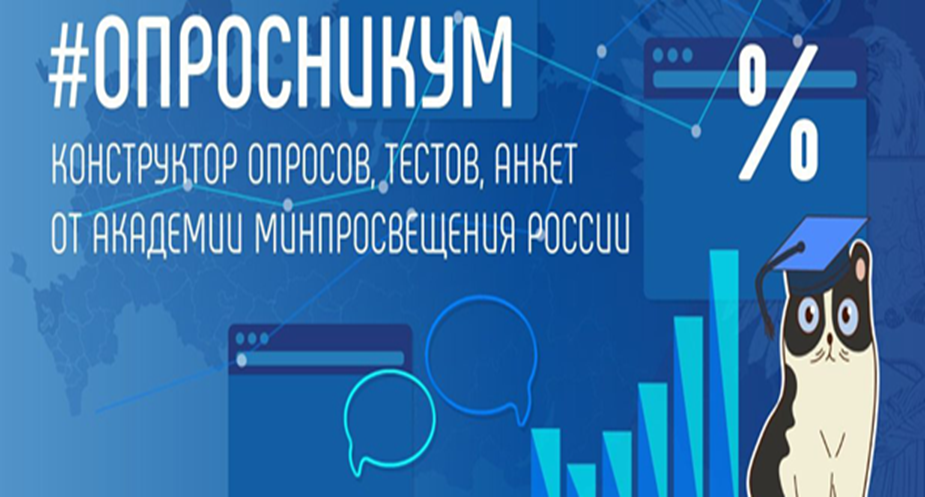 #ОПРОСНИКУМ
КОНСТРУКТОР ОПРОСОВ, ТЕСТОВ, АНКЕТ
ОТ АКАДЕМИИ МИНПРОСВЕЩЕНИЯ РОССИИ
%